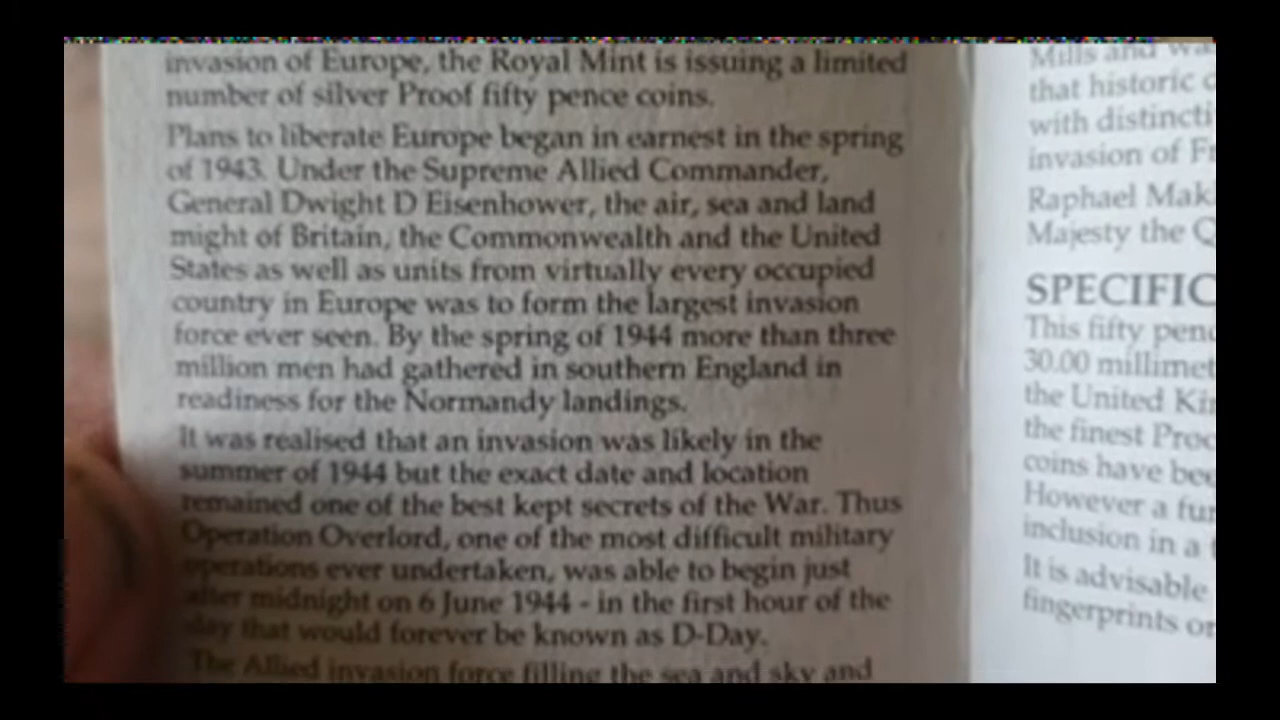 invasion of Europe, the Royal Mint is issuing a limited
number of silver Proof fifty pence coins.
Plans to liberate Europe began in earnest in the spring
of 1943. Under the Supreme Allied Commander,
General Dwight D Eisenhower, the air, sea and land
might of Britain, the Commonwealth and the United
States as well as units from virtually every occupied
country in Europe was to form the largest invasion
force ever seen. By the spring of 1944 more than three
million men had gathered in southern England in
readiness for the Normandy landings.
It was realised that an invasion was likely in the
summer of 1944 but the exact date and location
remained one of the best kept secrets of the War. Thus
Operation Overlord, one of the most difficult military
operations ever undertaken, was able to begin just
after midnight on 6 June 1944 - in the first hour of the
day that would forever be known as D-Day.
The Allied invasion force filling the sea and sky and
Mills and
that historic
with distincti
invasion of Fr
Raphael Mak
Majesty the Q
SPECIFIC
This fifty penc
30.00 millimet
the United Kin
the finest Proo
coins have bee
However a fur
inclusion in a
It is advisable
fingerprints or